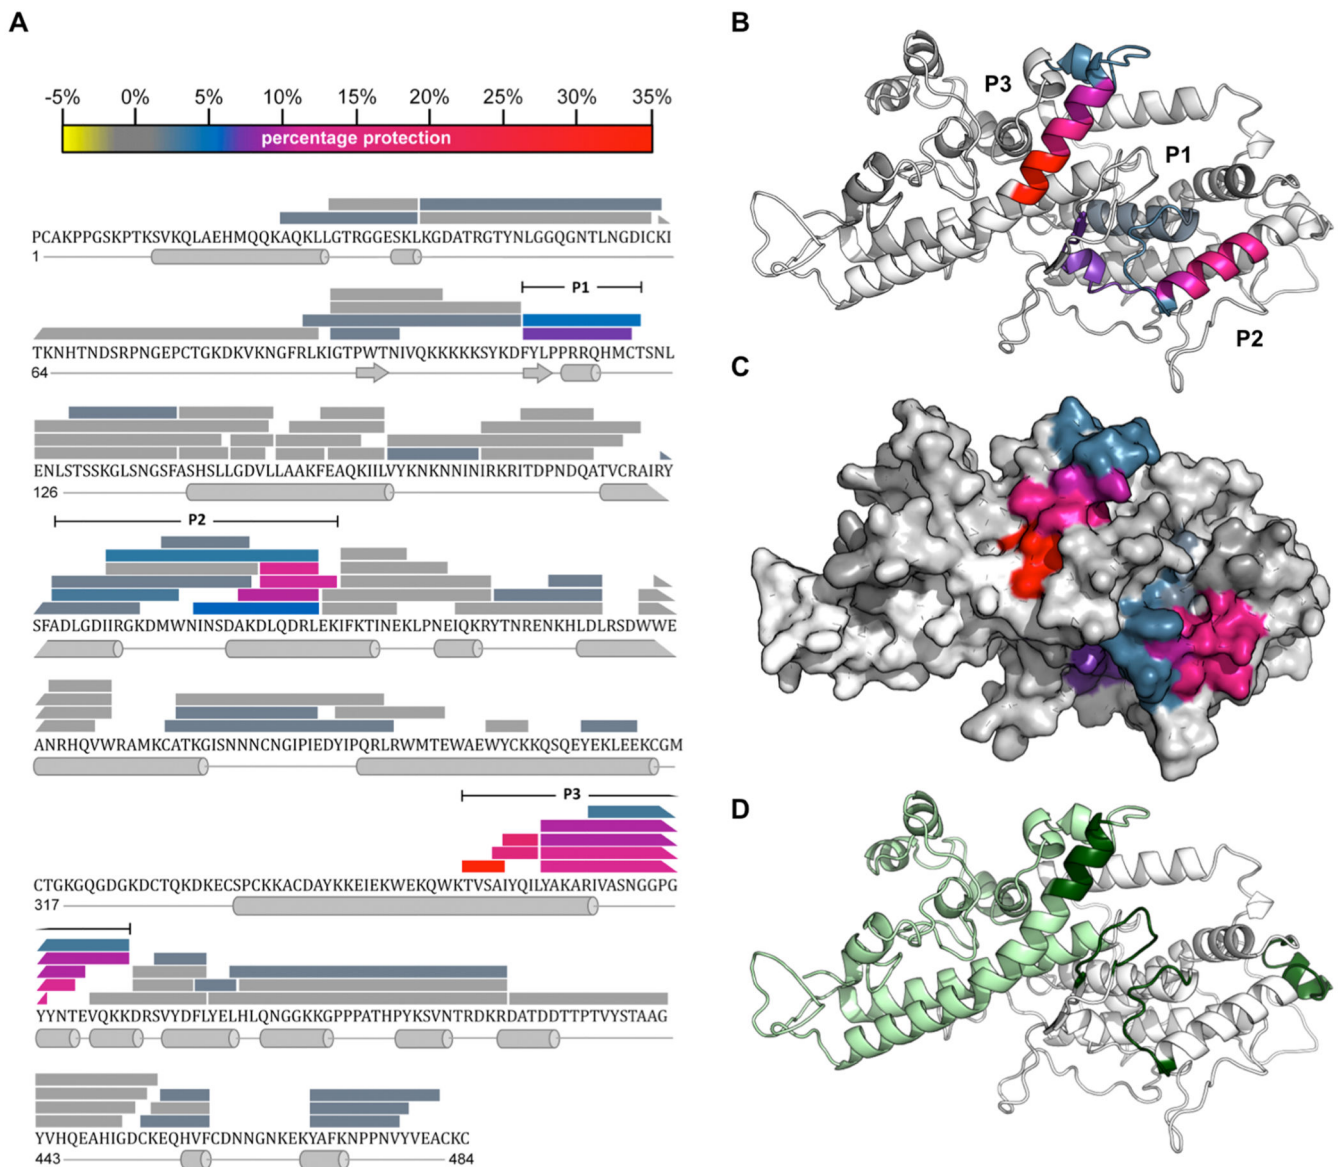 A
-5% 0% 5% 10% 15% 20% 25% 30% 35%
percentage protection
PCAKPPGSKPTKSVKQLAEHMQQKAQKLLGTRGGESKLKGDATRGTYNLGGQGNTLNGDICKI
1
P1
TKNHTNDSRPNGEPCTGKDKVKNGFRLKIGTPWTNIVQKKKKKSYKDFYLPPRRQHMCTSNL
64
ENLSTSSKGLSNGSFASHSLLGDVLLAAKFEAQKIILVYKNKNNINIRKRITDPNDQATVCRAIRY
126
P2
SFADLGDIIRGKDMWNINSDAKDLQDRLEKIFKTINEKLPNEIQKRYTNRENKHLDLRSDWWE
ANRHQVWRAMKCATKGISNNNCNGIPIEDYIPQRLRWMTEWAEWYCKKQSQEYEKLEEKCGM
P3
CTGKGQGDGKDCTQKDKECSPCKKACDAYKKEIEKWEKQWKTVSAIYQILYAKARIVASNGGPG
317
YYNTEVQKKDRSVYDFLYELHLQNGGKKGPPPATHPYKSVNTRDKRDATDDTTPTVYSTAAG
YVHQEAHIGDCKEQHVFCDNNGNKEKYAFKNPPNVYVEACKC
443 484
B
P3
P1
P2
C
D